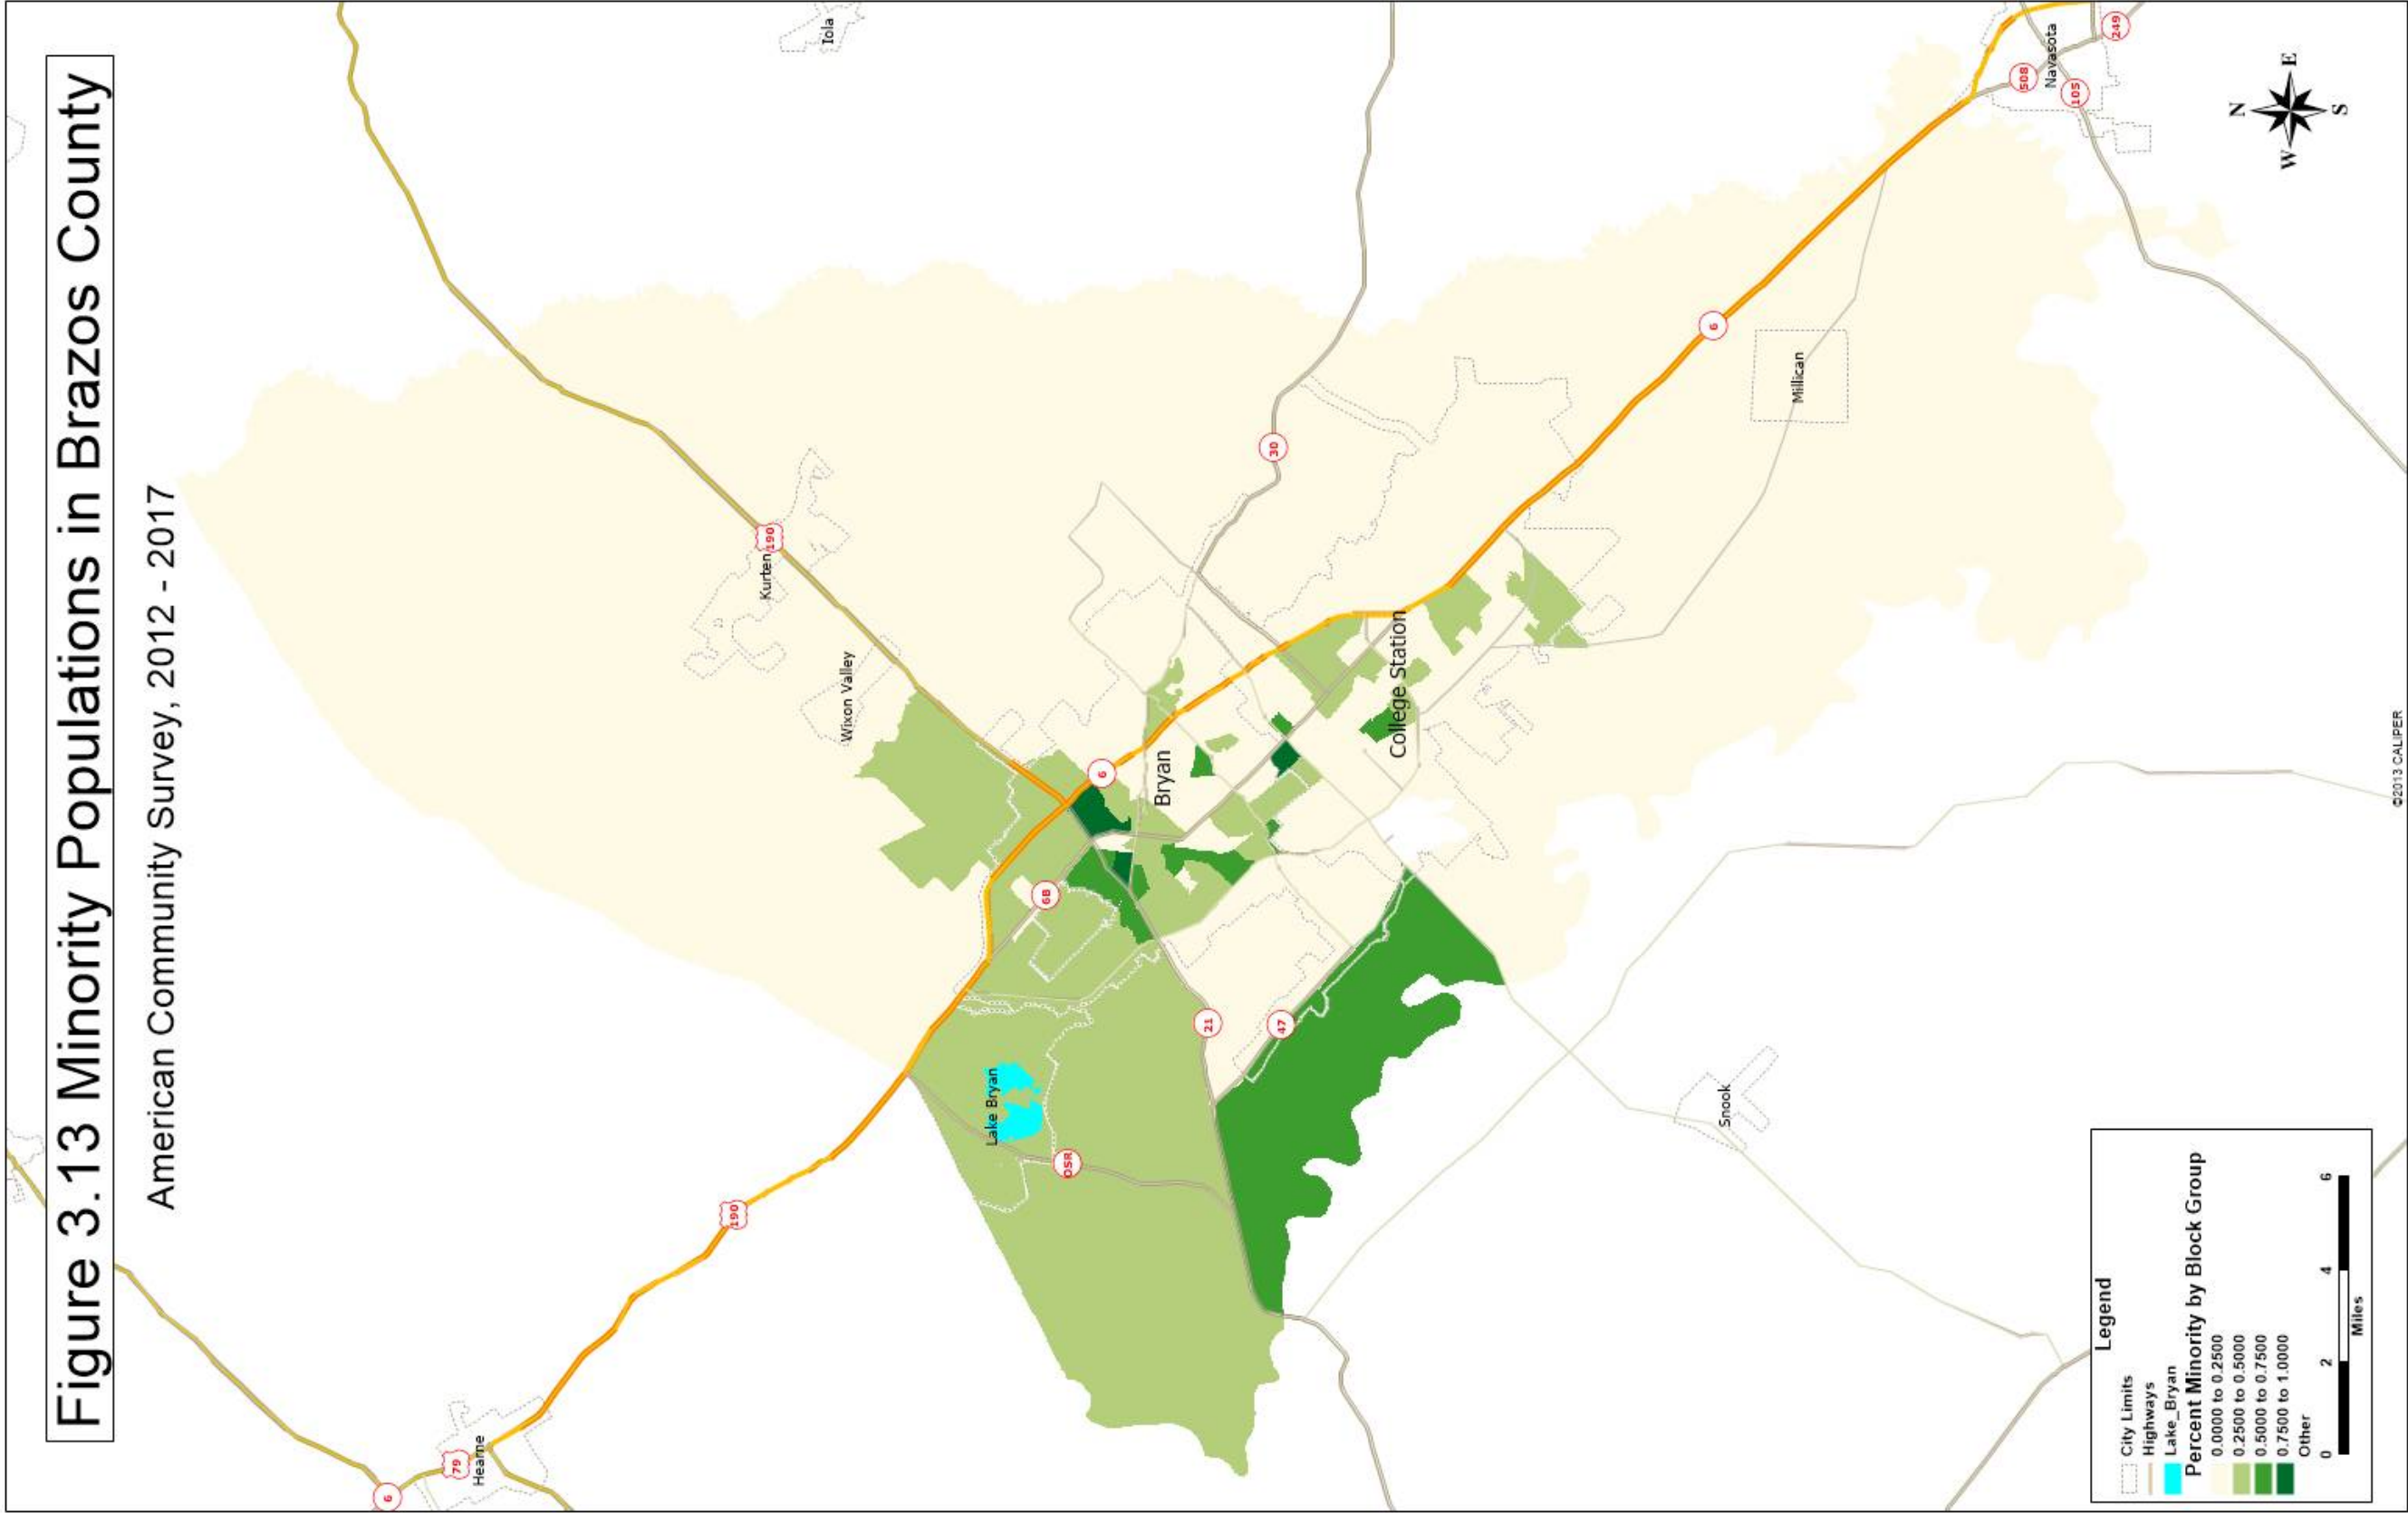 Figure 3.13 Minority Populations in Brazos County
American Community Survey, 2012 - 2017
Iola
6
79
Hearne
190
190
Kurten
Wixon Valley
Lake Bryan
OSR
6B
6
Bryan
21
47
30
College Station
6
Millican
Snook
508
Navasota
105
249
N
W
E
S
Legend
City Limits
Highways
Lake_Bryan
Percent Minority by Block Group
0.0000 to 0.2500
0.2500 to 0.5000
0.5000 to 0.7500
0.7500 to 1.0000
Other
0 2 4 6
Miles
©2013 CALIPER